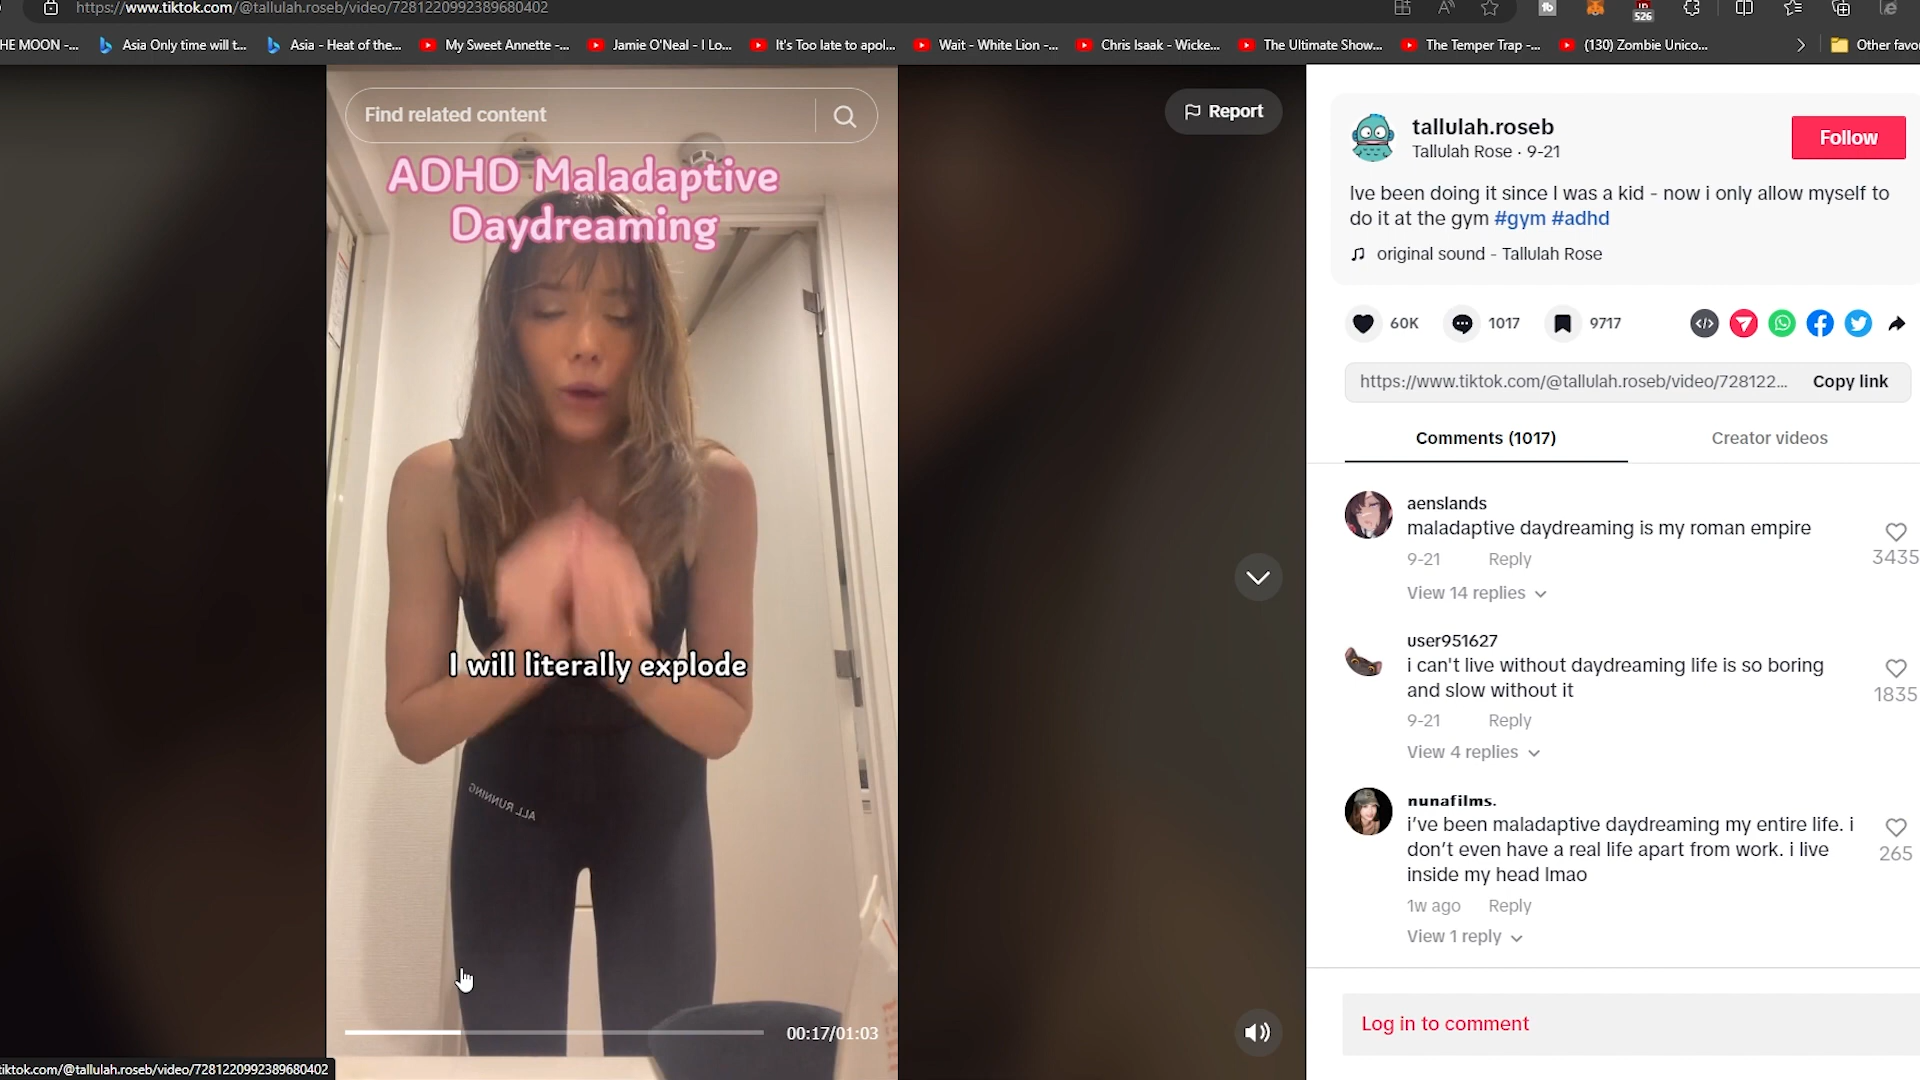 https://www.tiktok.com/@tallulah.roseb/video/7281220992389680402
526
HE MOON -...
Asia Only time will t...
Asia - Heat of the...
My Sweet Annette -...
Jamie O'Neal - I Lo...
It's Too late to apol...
Wait - White Lion -...
Chris Isaak - Wicke...
The Ultimate Show...
The Temper Trap -...
(130) Zombie Unico...
Other favo
Find related content
Report
ADHD Maladaptive
Daydreaming
I will literally explode
ALL RUNNING
00:17/01:03
tallulah.roseb
Tallulah Rose · 9-21
Follow
Ive been doing it since I was a kid - now i only allow myself to
do it at the gym #gym #adhd
original sound - Tallulah Rose
60K
1017
9717
https://www.tiktok.com/@tallulah.roseb/video/728122...
Copy link
Comments (1017)
Creator videos
aenslands
maladaptive daydreaming is my roman empire
3435
9-21
Reply
View 14 replies
user951627
i can't live without daydreaming life is so boring
and slow without it
1835
9-21
Reply
View 4 replies
nunafilms.
i've been maladaptive daydreaming my entire life. i
don't even have a real life apart from work. i live
inside my head lmao
265
1w ago
Reply
View 1 reply
Log in to comment
iktok.com/@tallulah.roseb/video/7281220992389680402